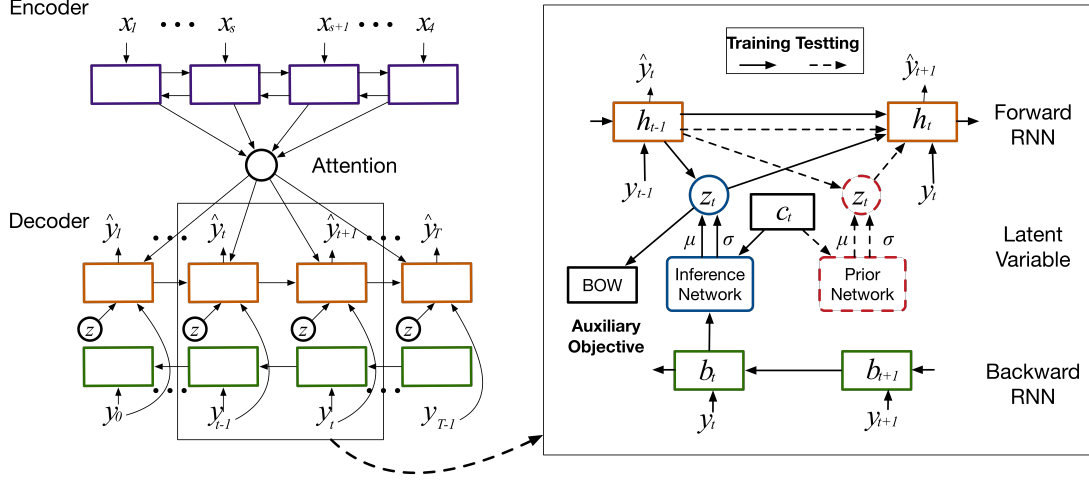 Encoder
x1 • • • xs xs+1 • • • x4
Attention
Decoder
ŷ1 • • • ŷt ŷt+1 • • • • ŷT
z z z z
• • • • • •
y0 yt-1 yt yT-1
Training Testting
ŷt ŷt+1
ht-1 ht
Forward
RNN
yt-1 yt
zt zt
ct
μ σ μ σ
Latent
Variable
BOW
Inference
Network
Prior
Network
Auxiliary
Objective
bt bt+1
Backward
RNN
yt yt+1